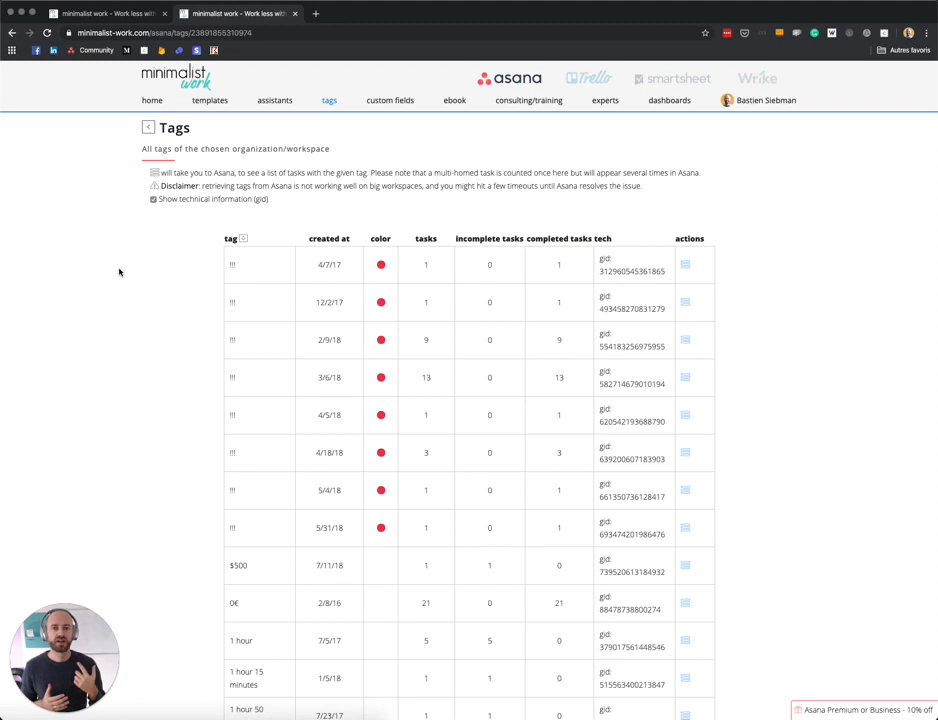 minimalist work - Work less with
minimalist work - Work less with
minimalist-work.com/asana/tags/23891855310974
Community
Autres favoris
minimalist work
asana
Trello
smartsheet
Wrike
home
templates
assistants
tags
custom fields
ebook
consulting/training
experts
dashboards
Bastien Siebman
Tags
All tags of the chosen organization/workspace
will take you to Asana, to see a list of tasks with the given tag. Please note that a multi-homed task is counted once here but will appear several times in Asana.
Disclaimer: retrieving tags from Asana is not working well on big workspaces, and you might hit a few timeouts until Asana resolves the issue.
Show technical information (gid)
tag created at color tasks incomplete tasks completed tasks tech actions
!!! 4/7/17 1 0 1 gid: 312960545361865
!!! 12/2/17 1 0 1 gid: 493458270831279
!!! 2/9/18 9 0 9 gid: 554183256975955
!!! 3/6/18 13 0 13 gid: 582714679010194
!!! 4/5/18 1 0 1 gid: 620542193688790
!!! 4/18/18 3 0 3 gid: 639200607183903
!!! 5/4/18 1 0 1 gid: 661350736128417
!!! 5/31/18 1 0 1 gid: 693474201986476
$500 7/11/18 1 1 0 gid: 739520613184932
0€ 2/8/16 21 0 21 gid: 88478738800274
1 hour 7/5/17 5 5 0 gid: 379017561448546
1 hour 15 minutes 1/5/18 1 1 0 gid: 515563400213847
1 hour 50 7/23/17 1 1 0 gid:
Asana Premium or Business - 10% off